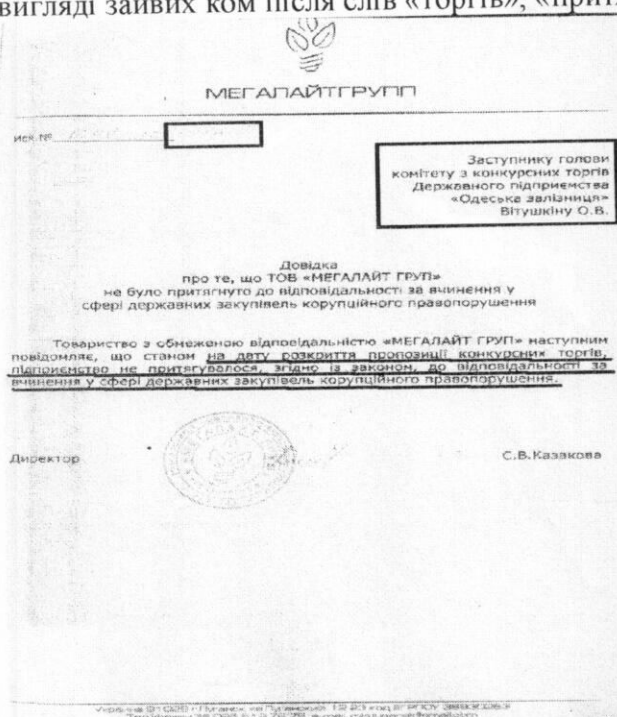 вигляді зайвих ком після слів «торгів», «прит
МЕГАЛАЙТГРУПП
Исх.№
Заступнику голови
комітету з конкурсних торгів
Державного підприємства
«Одеська залізниця»
Вітушкіну О.В.
Довідка
про те, що ТОВ «МЕГАЛАЙТ ГРУП»
не було притягнуто до відповідальності за вчинення у
сфері державних закупівель корупційного правопорушення
Товариство з обмеженою відповідальністю «МЕГАЛАЙТ ГРУП» наступним
повідомляє, що станом на дату розкриття пропозиції конкурсних торгів,
підприємство не притягувалося, згідно із законом, до відповідальності за
вчинення у сфері державних закупівель корупційного правопорушення.
Директор
С.В.Казакова